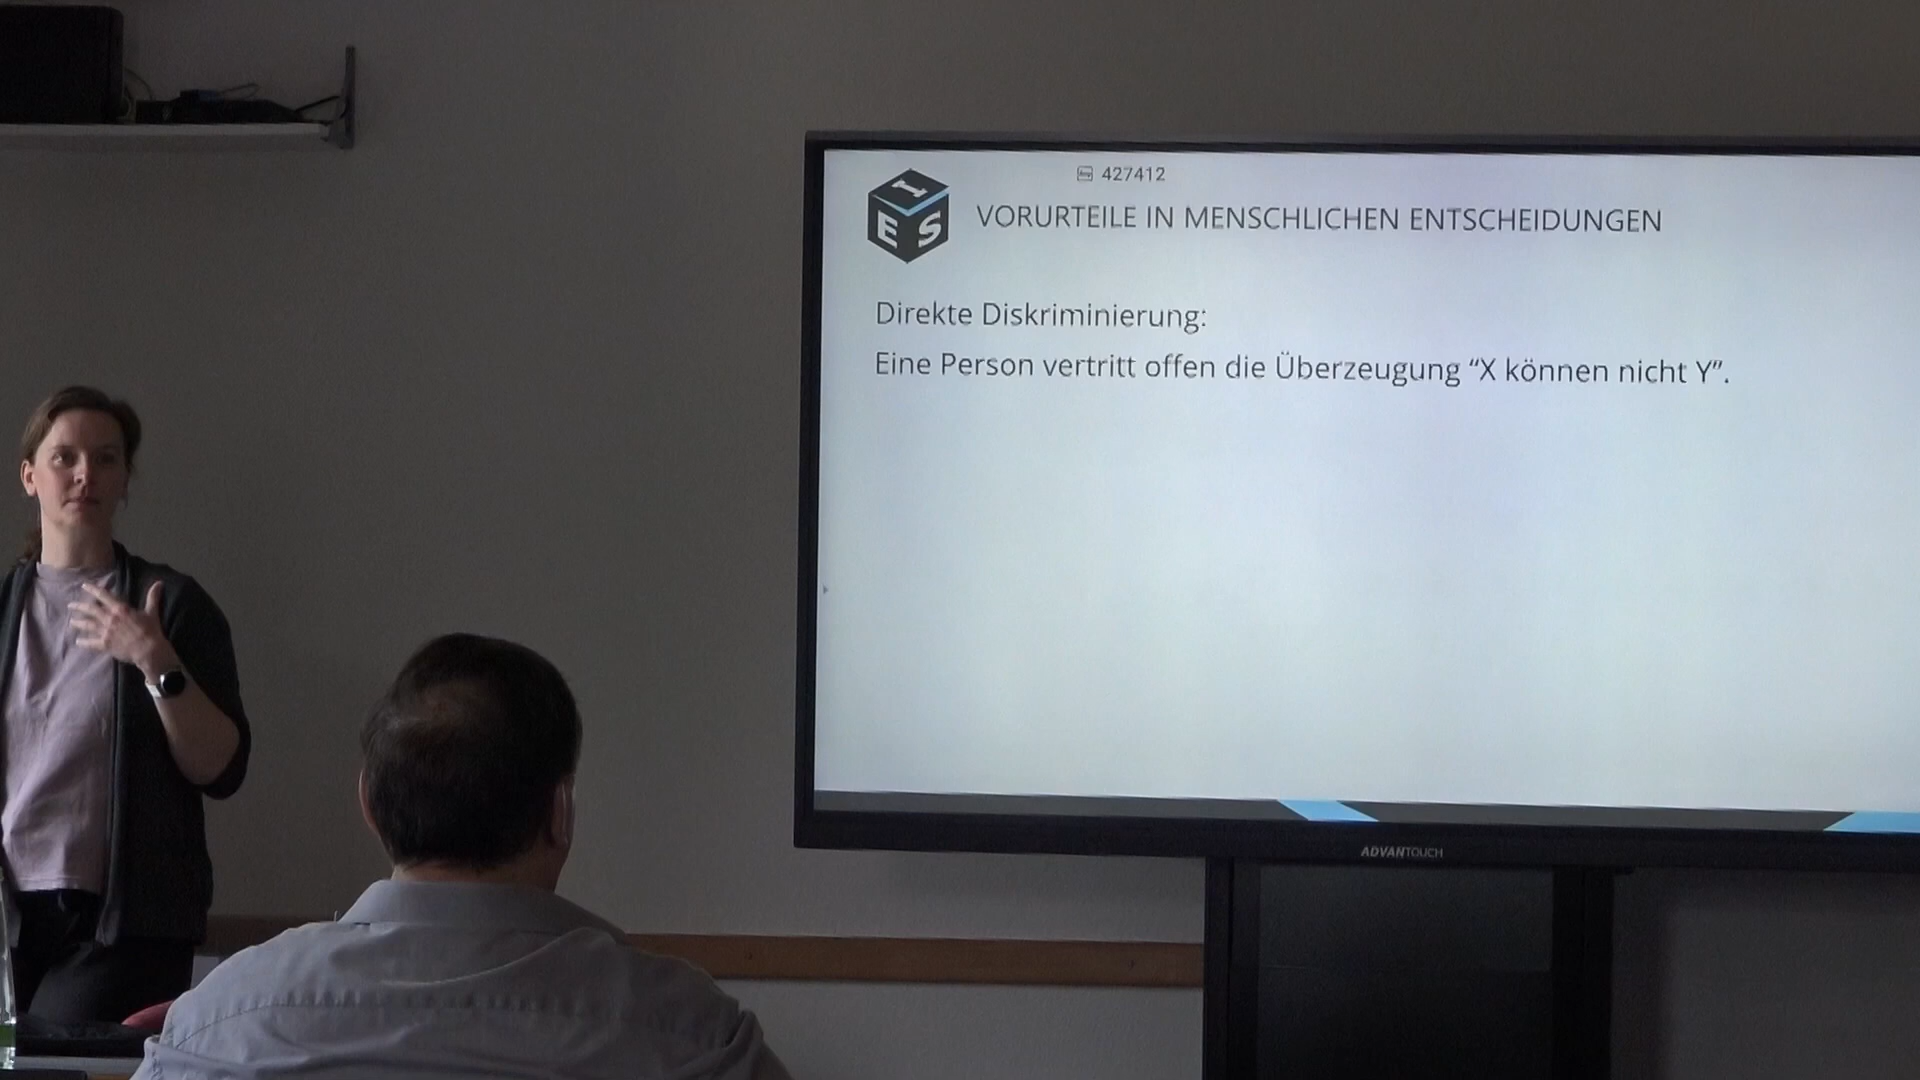 427412
I
E S
VORURTEILE IN MENSCHLICHEN ENTSCHEIDUNGEN
Direkte Diskriminierung:
Eine Person vertritt offen die Überzeugung “X können nicht Y”.
ADVANTOUCH